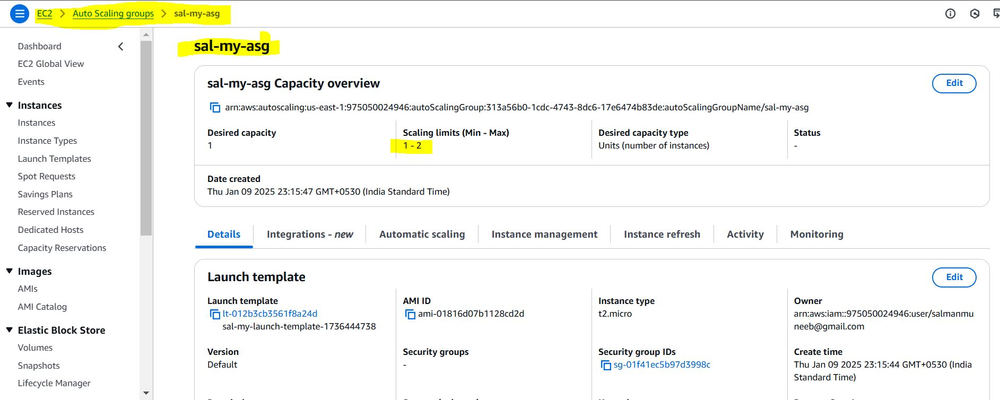 EC2 > Auto Scaling groups > sal-my-asg
Dashboard
EC2 Global View
Events
Instances
Instances
Instance Types
Launch Templates
Spot Requests
Savings Plans
Reserved Instances
Dedicated Hosts
Capacity Reservations
Images
AMIs
AMI Catalog
Elastic Block Store
Volumes
Snapshots
Lifecycle Manager
sal-my-asg
sal-my-asg Capacity overview
Edit
arn:aws:autoscaling:us-east-1:975050024946:autoScalingGroup:313a56b0-1cdc-4743-8dc6-17e6474b83de:autoScalingGroupName/sal-my-asg
Desired capacity
1
Scaling limits (Min - Max)
1 - 2
Desired capacity type
Units (number of instances)
Status
-
Date created
Thu Jan 09 2025 23:15:47 GMT+0530 (India Standard Time)
Details
Integrations - new
Automatic scaling
Instance management
Instance refresh
Activity
Monitoring
Launch template
Edit
Launch template
lt-012b3cb3561f8a24d
sal-my-launch-template-1736444738
AMI ID
ami-01816d07b1128cd2d
Instance type
t2.micro
Owner
arn:aws:iam::975050024946:user/salmanmu
neeb@gmail.com
Version
Default
Security groups
-
Security group IDs
sg-01f41ec5b97d3998c
Create time
Thu Jan 09 2025 23:15:44 GMT+0530 (India
Standard Time)